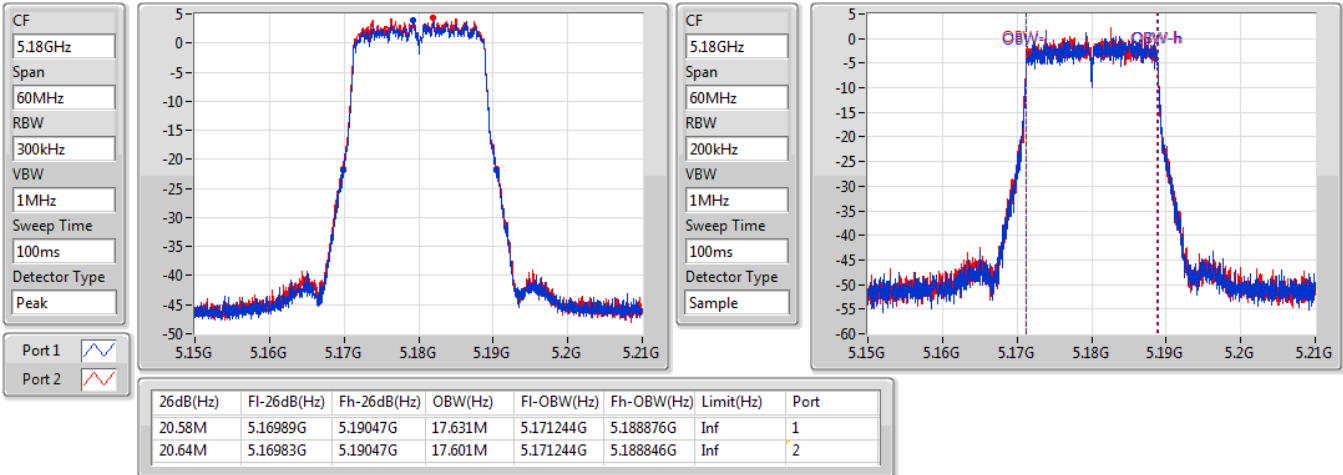 CF
5.18GHz
Span
60MHz
RBW
300kHz
VBW
1MHz
Sweep Time
100ms
Detector Type
Peak
Port 1
Port 2
5
0
-5
-10
-15
-20
-25
-30
-35
-40
-45
-50
5.15G 5.16G 5.17G 5.18G 5.19G 5.2G 5.21G
CF
5.18GHz
Span
60MHz
RBW
200kHz
VBW
1MHz
Sweep Time
100ms
Detector Type
Sample
5
0
-5
-10
-15
-20
-25
-30
-35
-40
-45
-50
-55
-60
OBW-l OBW-h
5.15G 5.16G 5.17G 5.18G 5.19G 5.2G 5.21G
26dB(Hz) Fl-26dB(Hz) Fh-26dB(Hz) OBW(Hz) Fl-OBW(Hz) Fh-OBW(Hz) Limit(Hz) Port
20.58M 5.16989G 5.19047G 17.631M 5.171244G 5.188876G Inf 1
20.64M 5.16983G 5.19047G 17.601M 5.171244G 5.188846G Inf 2